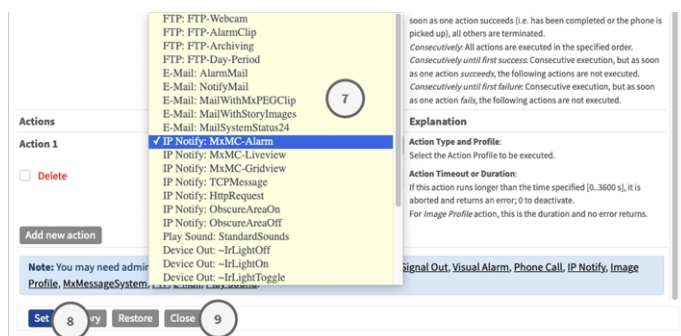 FTP: FTP-Webcam
FTP: FTP-AlarmClip
FTP: FTP-Archiving
FTP: FTP-Day-Period
E-Mail: AlarmMail
E-Mail: NotifyMail
E-Mail: MailWithMxPEGClip
E-Mail: MailWithStoryImages
E-Mail: MailSystemStatus24
✓ IP Notify: MxMC-Alarm
IP Notify: MxMC-Liveview
IP Notify: MxMC-Gridview
IP Notify: TCPMessage
IP Notify: HttpRequest
IP Notify: ObscureAreaOn
IP Notify: ObscureAreaOff
Play Sound: StandardSounds
Device Out: ~IrLightOff
Device Out: ~IrLightOn
Device Out: ~IrLightToggle
7
soon as one action succeeds (i.e. has been completed or the phone is
picked up), all others are terminated.
Consecutively: All actions are executed in the specified order.
Consecutively until first success: Consecutive execution, but as soon
as one action succeeds, the following actions are not executed.
Consecutively until first failure: Consecutive execution, but as soon
as one action fails, the following actions are not executed.
Actions
Explanation
Action 1
Delete
Action Type and Profile:
Select the Action Profile to be executed.
Action Timeout or Duration:
If this action runs longer than the time specified [0..3600 s], it is
aborted and returns an error; 0 to deactivate.
For Image Profile action, this is the duration and no error returns.
Add new action
Note: You may need admin Signal Out, Visual Alarm, Phone Call, IP Notify, Image
Profile, MxMessageSystem,
Set 8 ry Restore Close 9